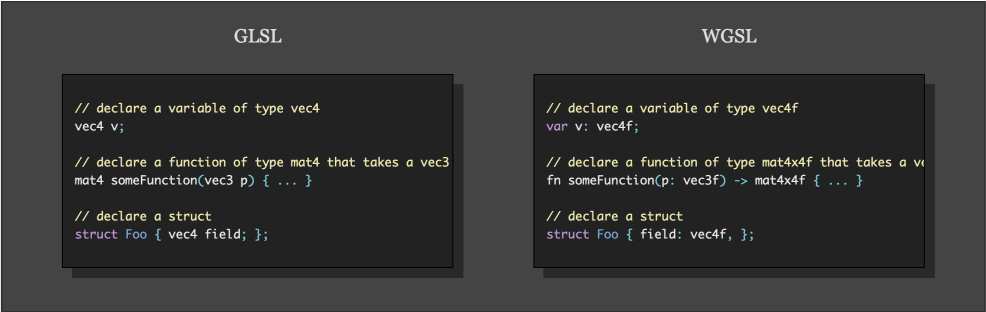 GLSL
// declare a variable of type vec4
vec4 v;
// declare a function of type mat4 that takes a vec3
mat4 someFunction(vec3 p) { ... }
// declare a struct
struct Foo { vec4 field; };
WGSL
// declare a variable of type vec4f
var v: vec4f;
// declare a function of type mat4x4f that takes a
fn someFunction(p: vec3f) -> mat4x4f { ... }
// declare a struct
struct Foo { field: vec4f, };